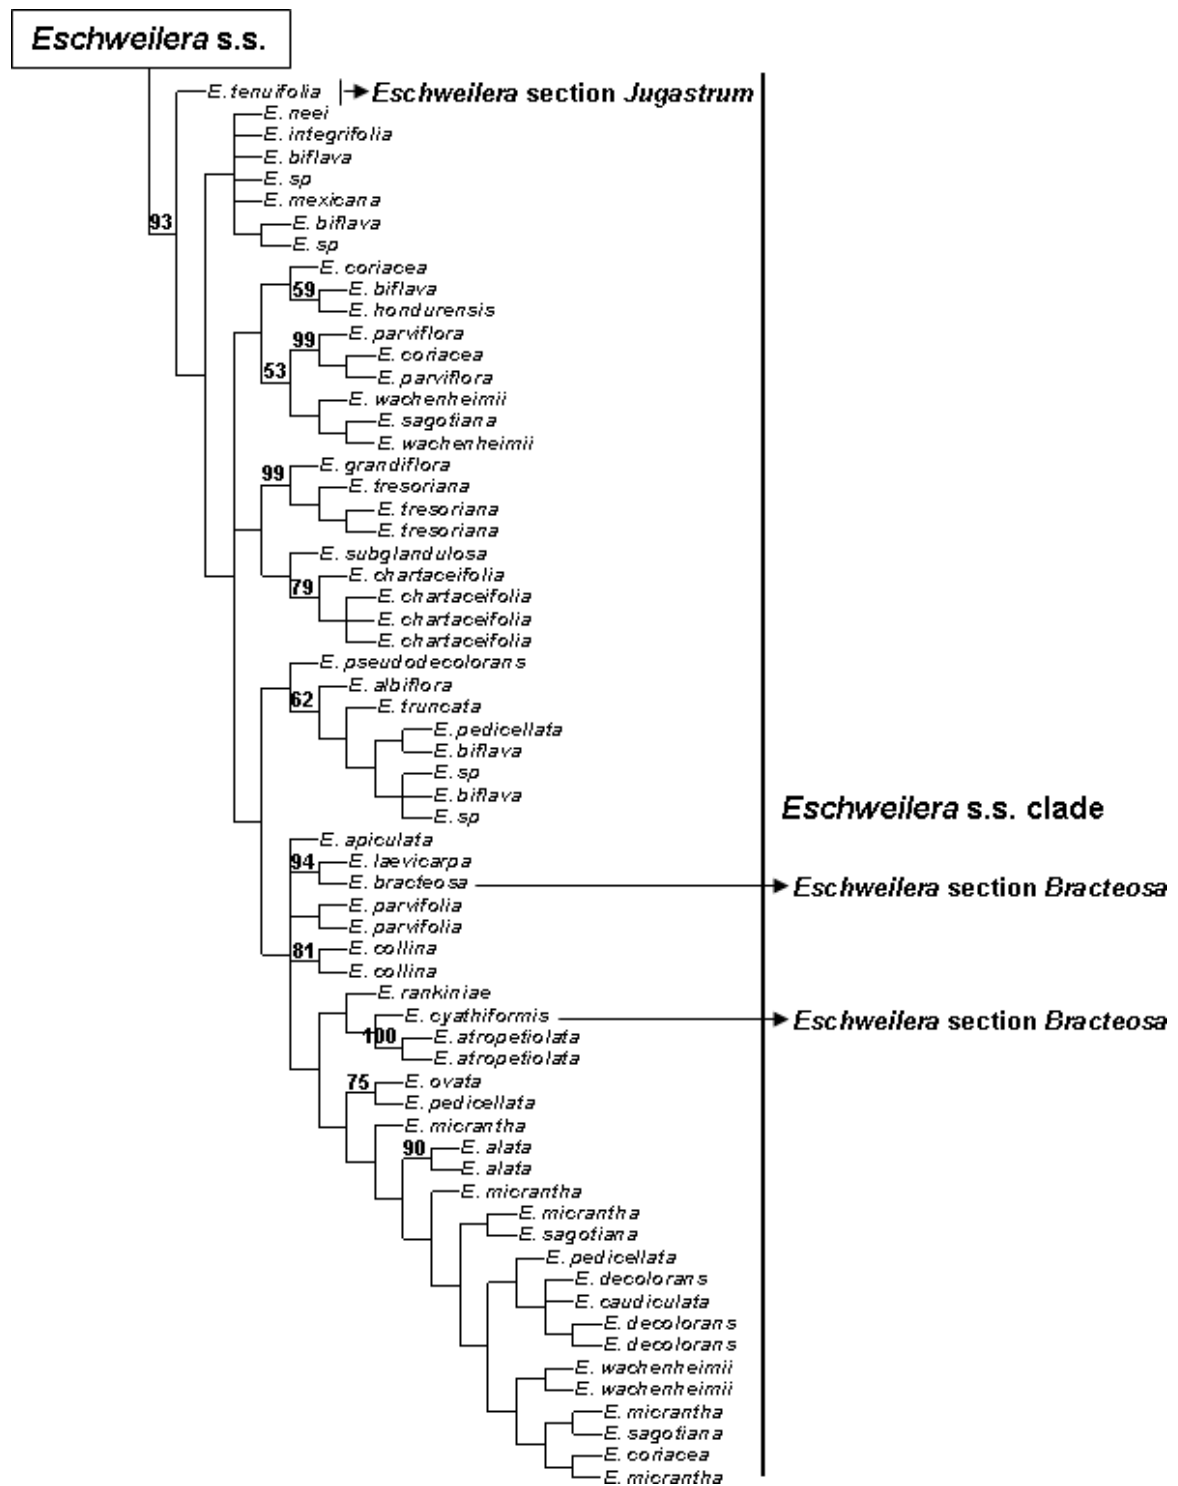 Eschweilera s.s.
E. tenuifolia Eschweilera section Jugastrum
E. neei
E. integrifolia
E. biflava
E. sp
E. mexicana
93 E. biflava
E. sp
E. coriacea
59 E. biflava
E. hondurensis
99 E. parviflora
E. coriacea
53 E. parviflora
E. wachenheimii
E. sagotiana
E. wachenheimii
99 E. grandiflora
E. tresoriana
E. tresoriana
E. tresoriana
E. subglandulosa
79 E. chartaceifolia
E. chartaceifolia
E. chartaceifolia
E. chartaceifolia
E. pseudodecolorans
62 E. albiflora
E. truncata
E. pedicellata
E. biflava
E. sp
E. biflava
E. sp
Eschweilera s.s. clade
E. apiculata
94 E. laevicarpa
E. bracteosa Eschweilera section Bracteosa
E. parvifolia
E. parvifolia
81 E. collina
E. collina
E. rankiniae
E. cyathiformis Eschweilera section Bracteosa
100 E. atropetiolata
E. atropetiolata
75 E. ovata
E. pedicellata
E. micrantha
90 E. alata
E. alata
E. micrantha
E. micrantha
E. sagotiana
E. pedicellata
E. decolorans
E. caudiculata
E. decolorans
E. decolorans
E. wachenheimii
E. wachenheimii
E. micrantha
E. sagotiana
E. coriacea
E. micrantha